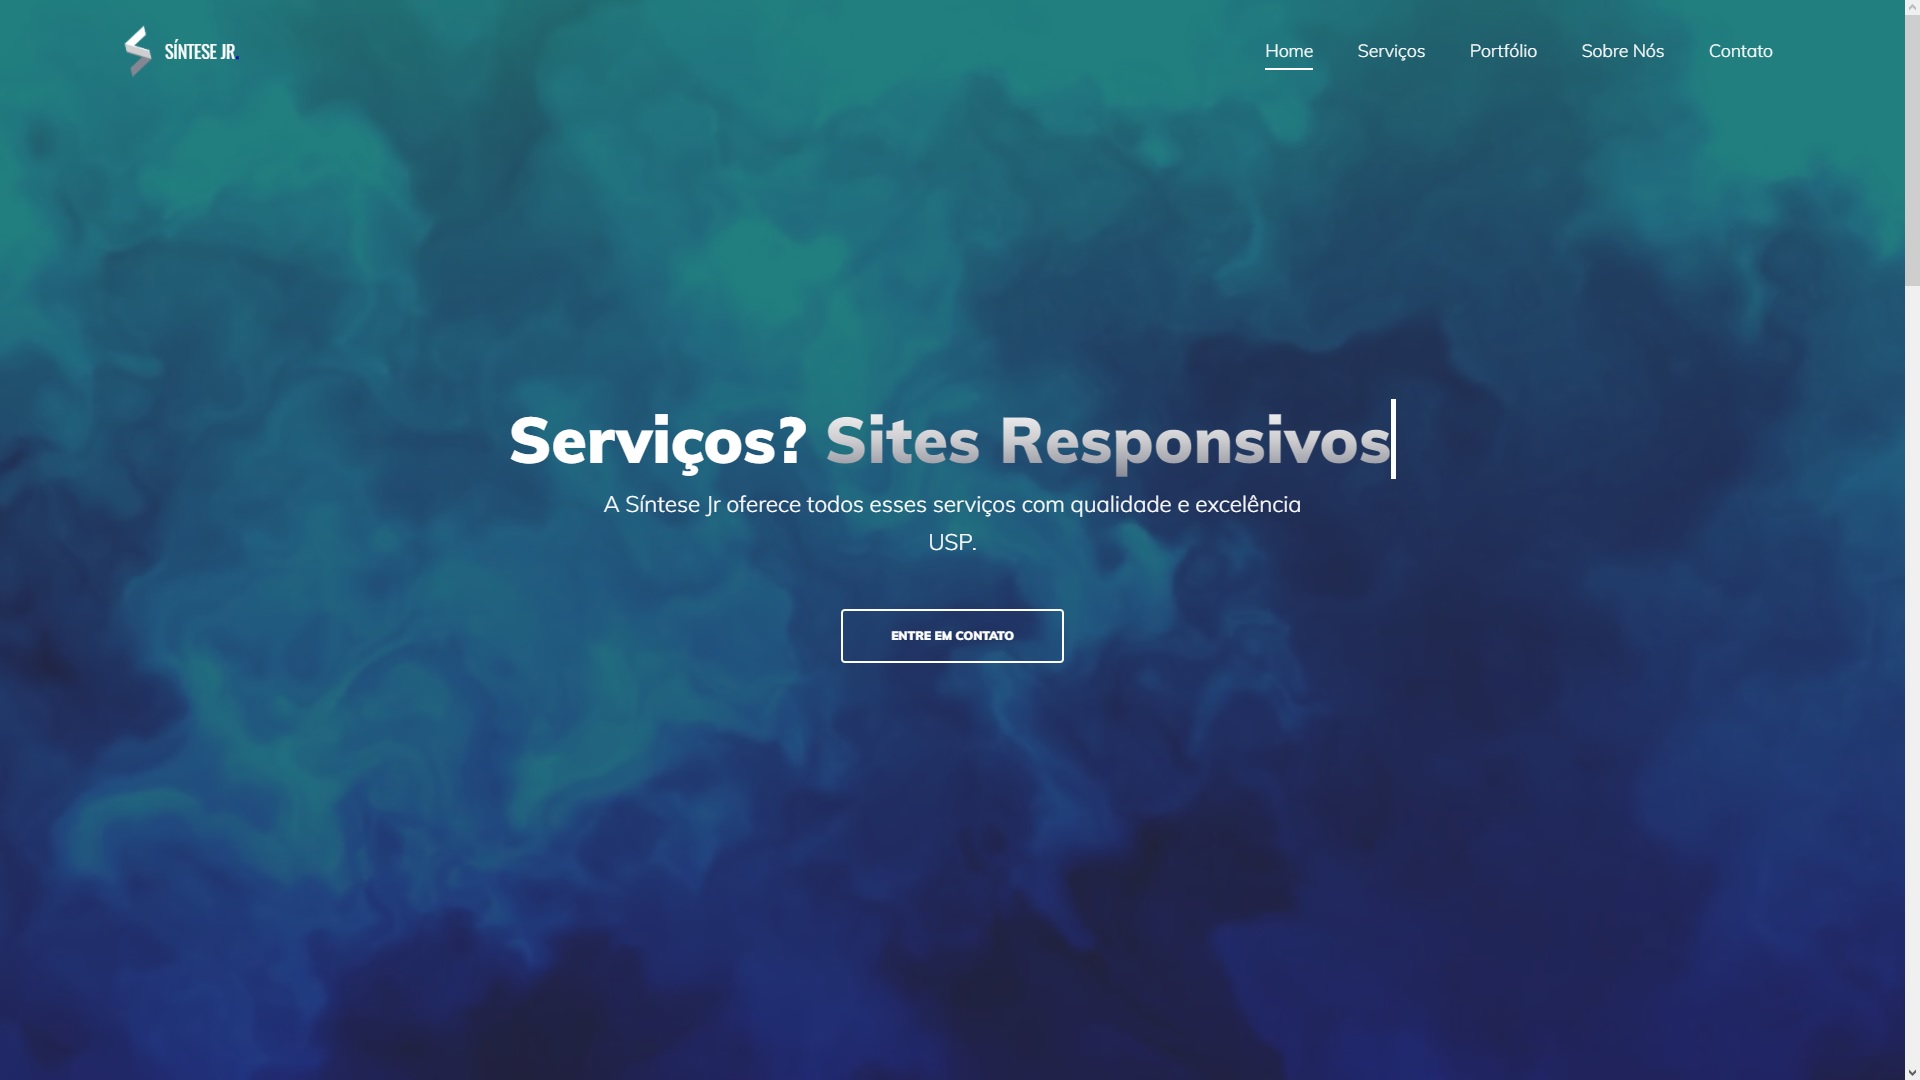 SÍNTESE JR.
Home
Serviços
Portfólio
Sobre Nós
Contato
Serviços? Sites Responsivos
A Síntese Jr oferece todos esses serviços com qualidade e excelência
USP.
ENTRE EM CONTATO